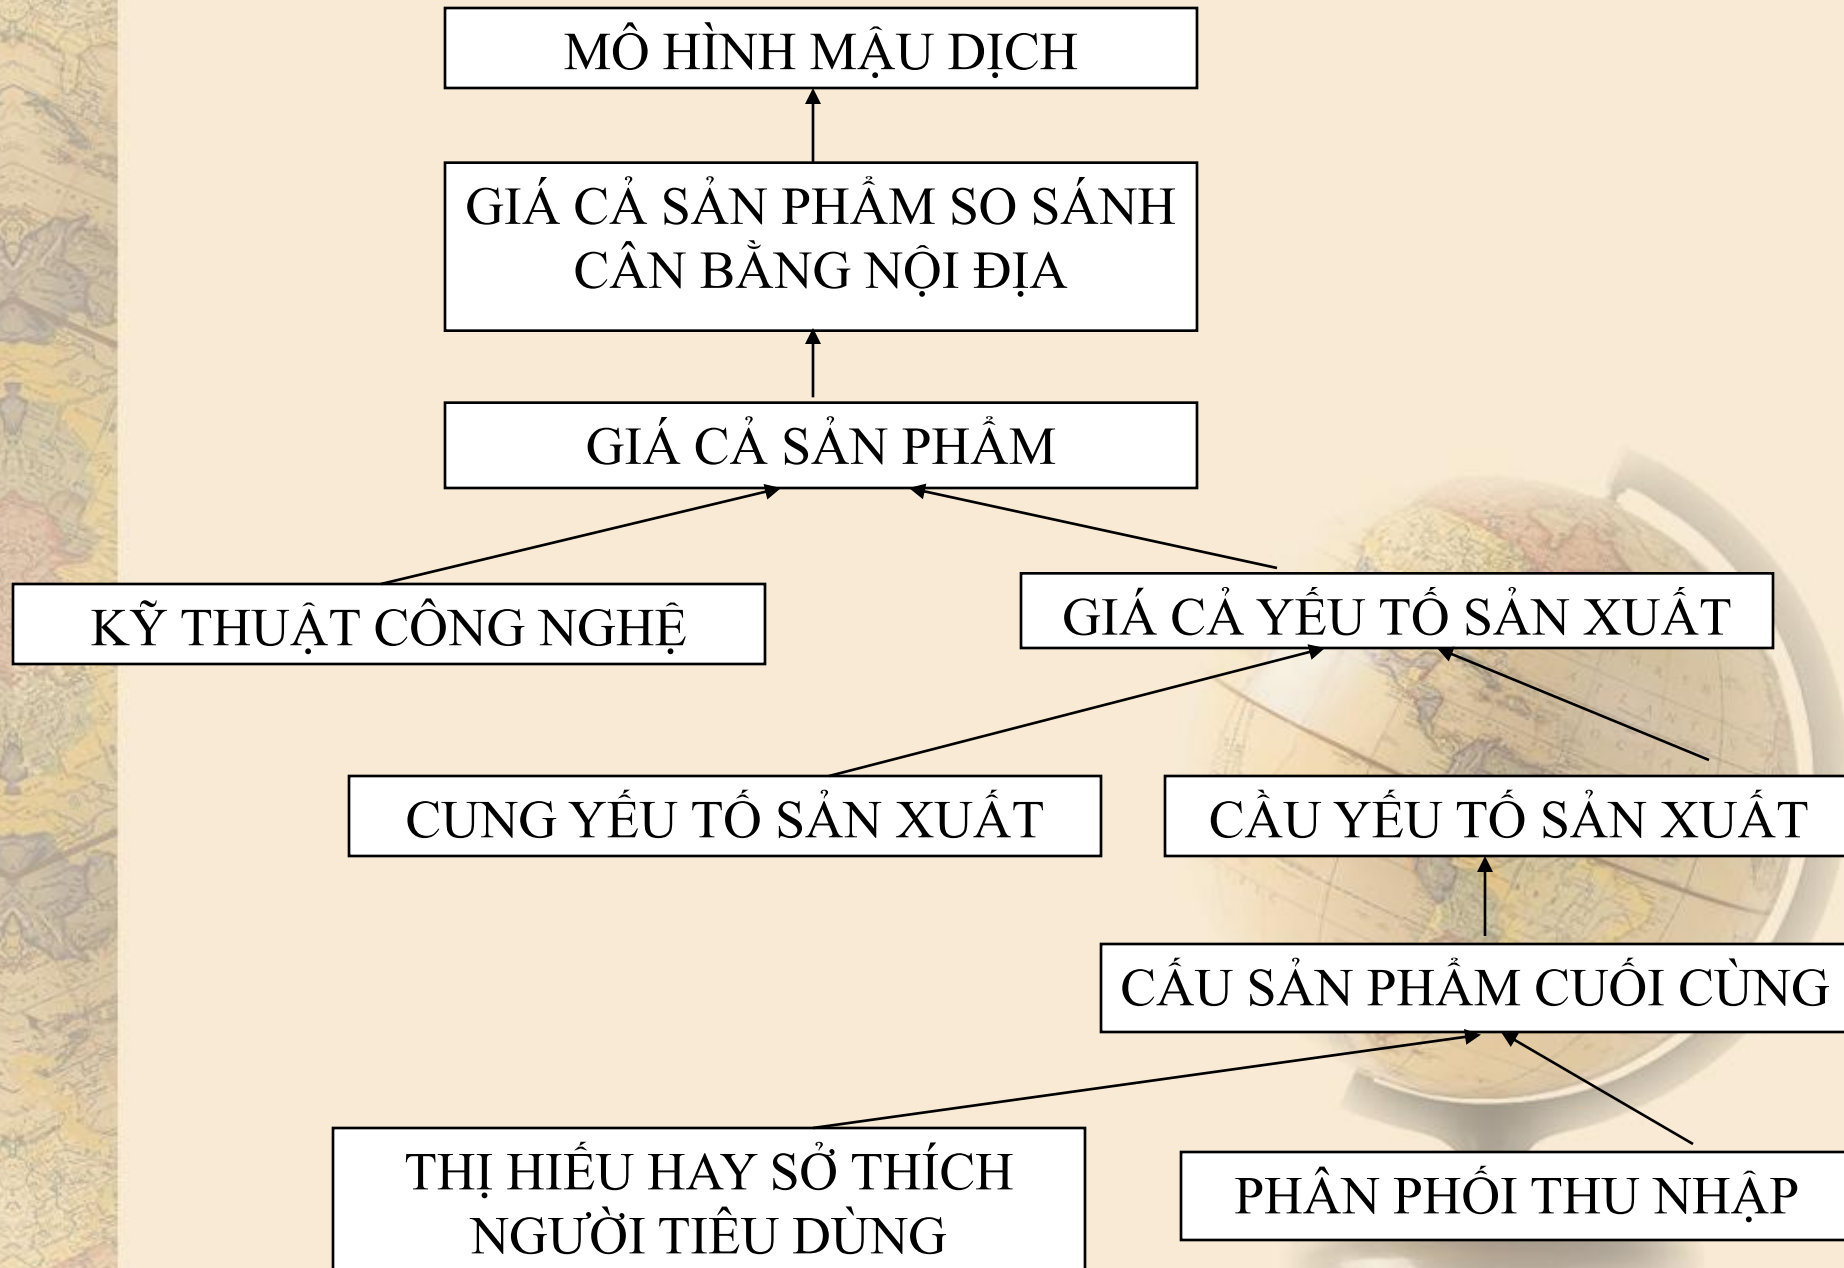 MÔ HÌNH MẬU DỊCH
GIÁ CẢ SẢN PHẨM SO SÁNH
CÂN BẰNG NỘI ĐỊA
GIÁ CẢ SẢN PHẨM
KỸ THUẬT CÔNG NGHỆ
GIÁ CẢ YẾU TỐ SẢN XUẤT
CUNG YẾU TỐ SẢN XUẤT
CẦU YẾU TỐ SẢN XUẤT
CẤU SẢN PHẨM CUỐI CÙNG
THỊ HIẾU HAY SỞ THÍCH
NGƯỜI TIÊU DÙNG
PHÂN PHỐI THU NHẬP